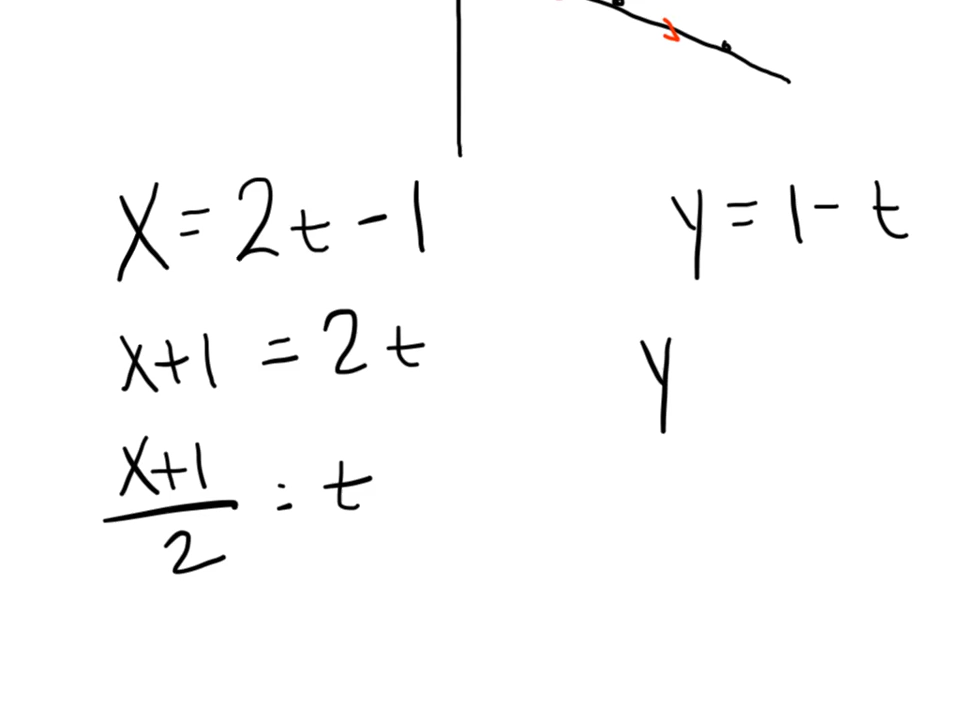 x = 2t - 1
y = 1 - t
x+1 = 2t
y
x+1
2
= t